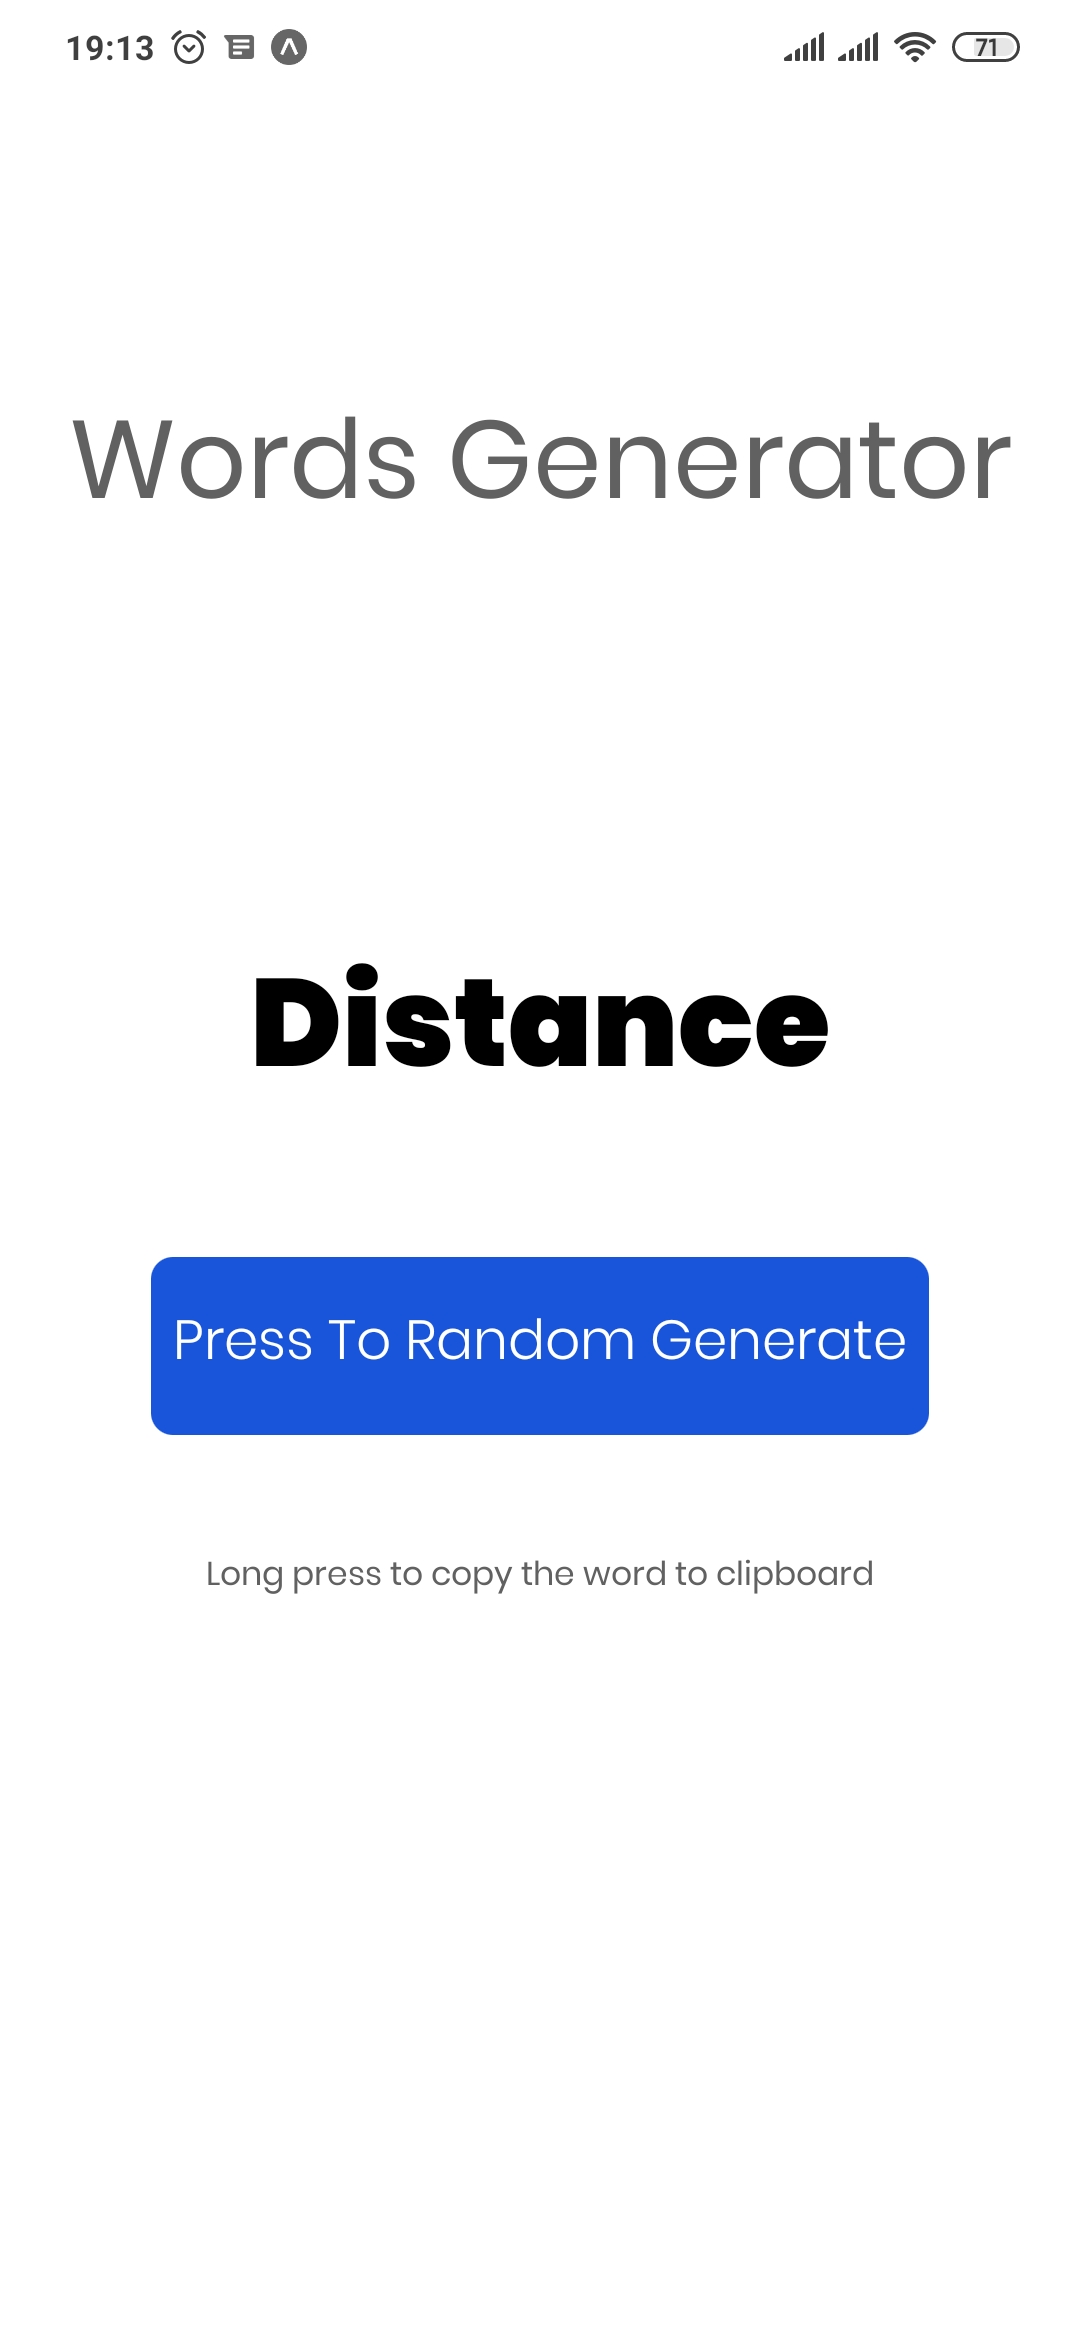 19:13
71
Words Generator
Distance
Press To Random Generate
Long press to copy the word to clipboard